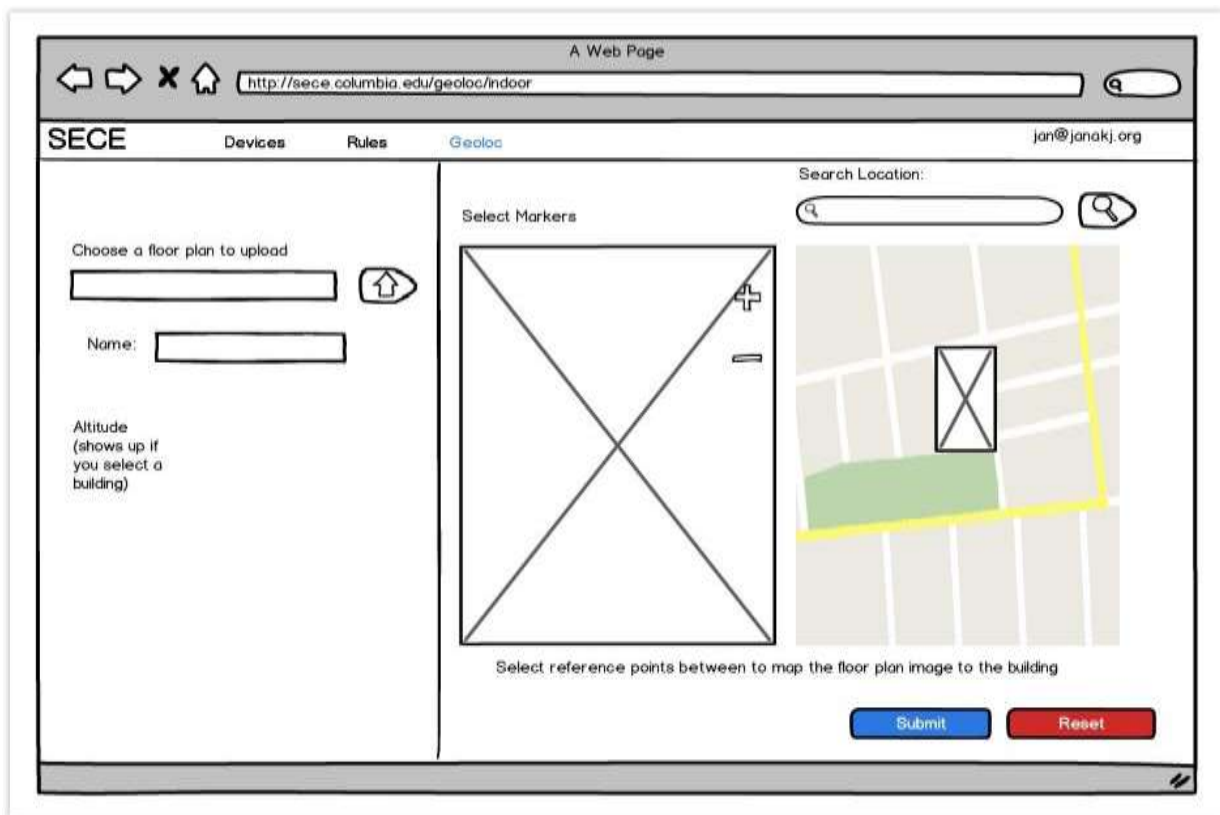 A Web Page
http://sece.columbia.edu/geoloc/indoor
SECE Devices Rules Geoloc jan@janakj.org
Search Location:
Select Markers
Choose a floor plan to upload
Name:
Altitude
(shows up if
you select a
building)
Select reference points between to map the floor plan image to the building
Submit Reset